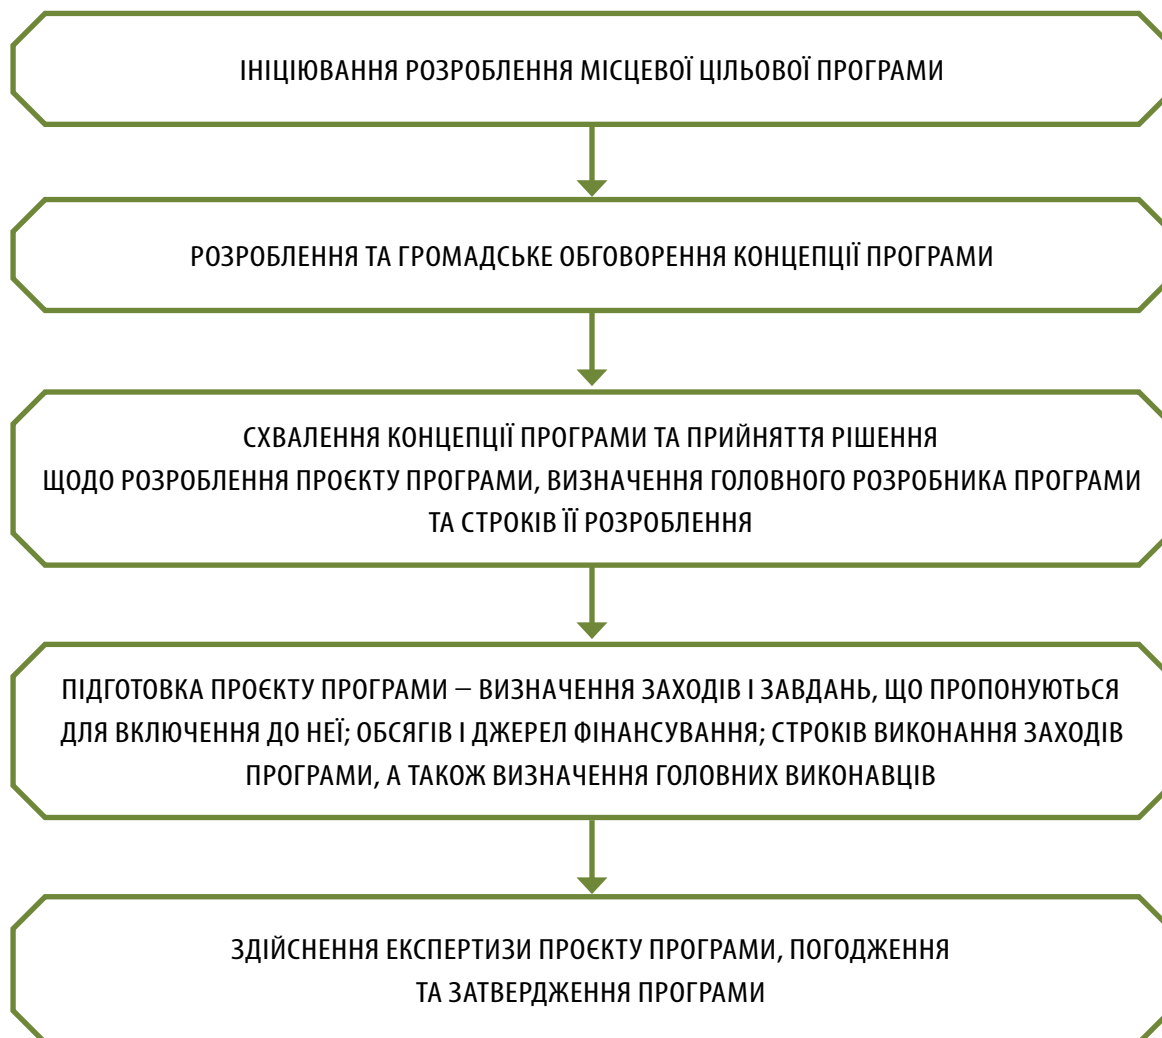 ІНІЦІЮВАННЯ РОЗРОБЛЕННЯ МІСЦЕВОЇ ЦІЛЬОВОЇ ПРОГРАМИ
РОЗРОБЛЕННЯ ТА ГРОМАДСЬКЕ ОБГОВОРЕННЯ КОНЦЕПЦІЇ ПРОГРАМИ
СХВАЛЕННЯ КОНЦЕПЦІЇ ПРОГРАМИ ТА ПРИЙНЯТТЯ РІШЕННЯ
ЩОДО РОЗРОБЛЕННЯ ПРОЄКТУ ПРОГРАМИ, ВИЗНАЧЕННЯ ГОЛОВНОГО РОЗРОБНИКА ПРОГРАМИ
ТА СТРОКІВ ЇЇ РОЗРОБЛЕННЯ
ПІДГОТОВКА ПРОЄКТУ ПРОГРАМИ – ВИЗНАЧЕННЯ ЗАХОДІВ І ЗАВДАНЬ, ЩО ПРОПОНУЮТЬСЯ
ДЛЯ ВКЛЮЧЕННЯ ДО НЕЇ; ОБСЯГІВ І ДЖЕРЕЛ ФІНАНСУВАННЯ; СТРОКІВ ВИКОНАННЯ ЗАХОДІВ
ПРОГРАМИ, А ТАКОЖ ВИЗНАЧЕННЯ ГОЛОВНИХ ВИКОНАВЦІВ
ЗДІЙСНЕННЯ ЕКСПЕРТИЗИ ПРОЄКТУ ПРОГРАМИ, ПОГОДЖЕННЯ
ТА ЗАТВЕРДЖЕННЯ ПРОГРАМИ